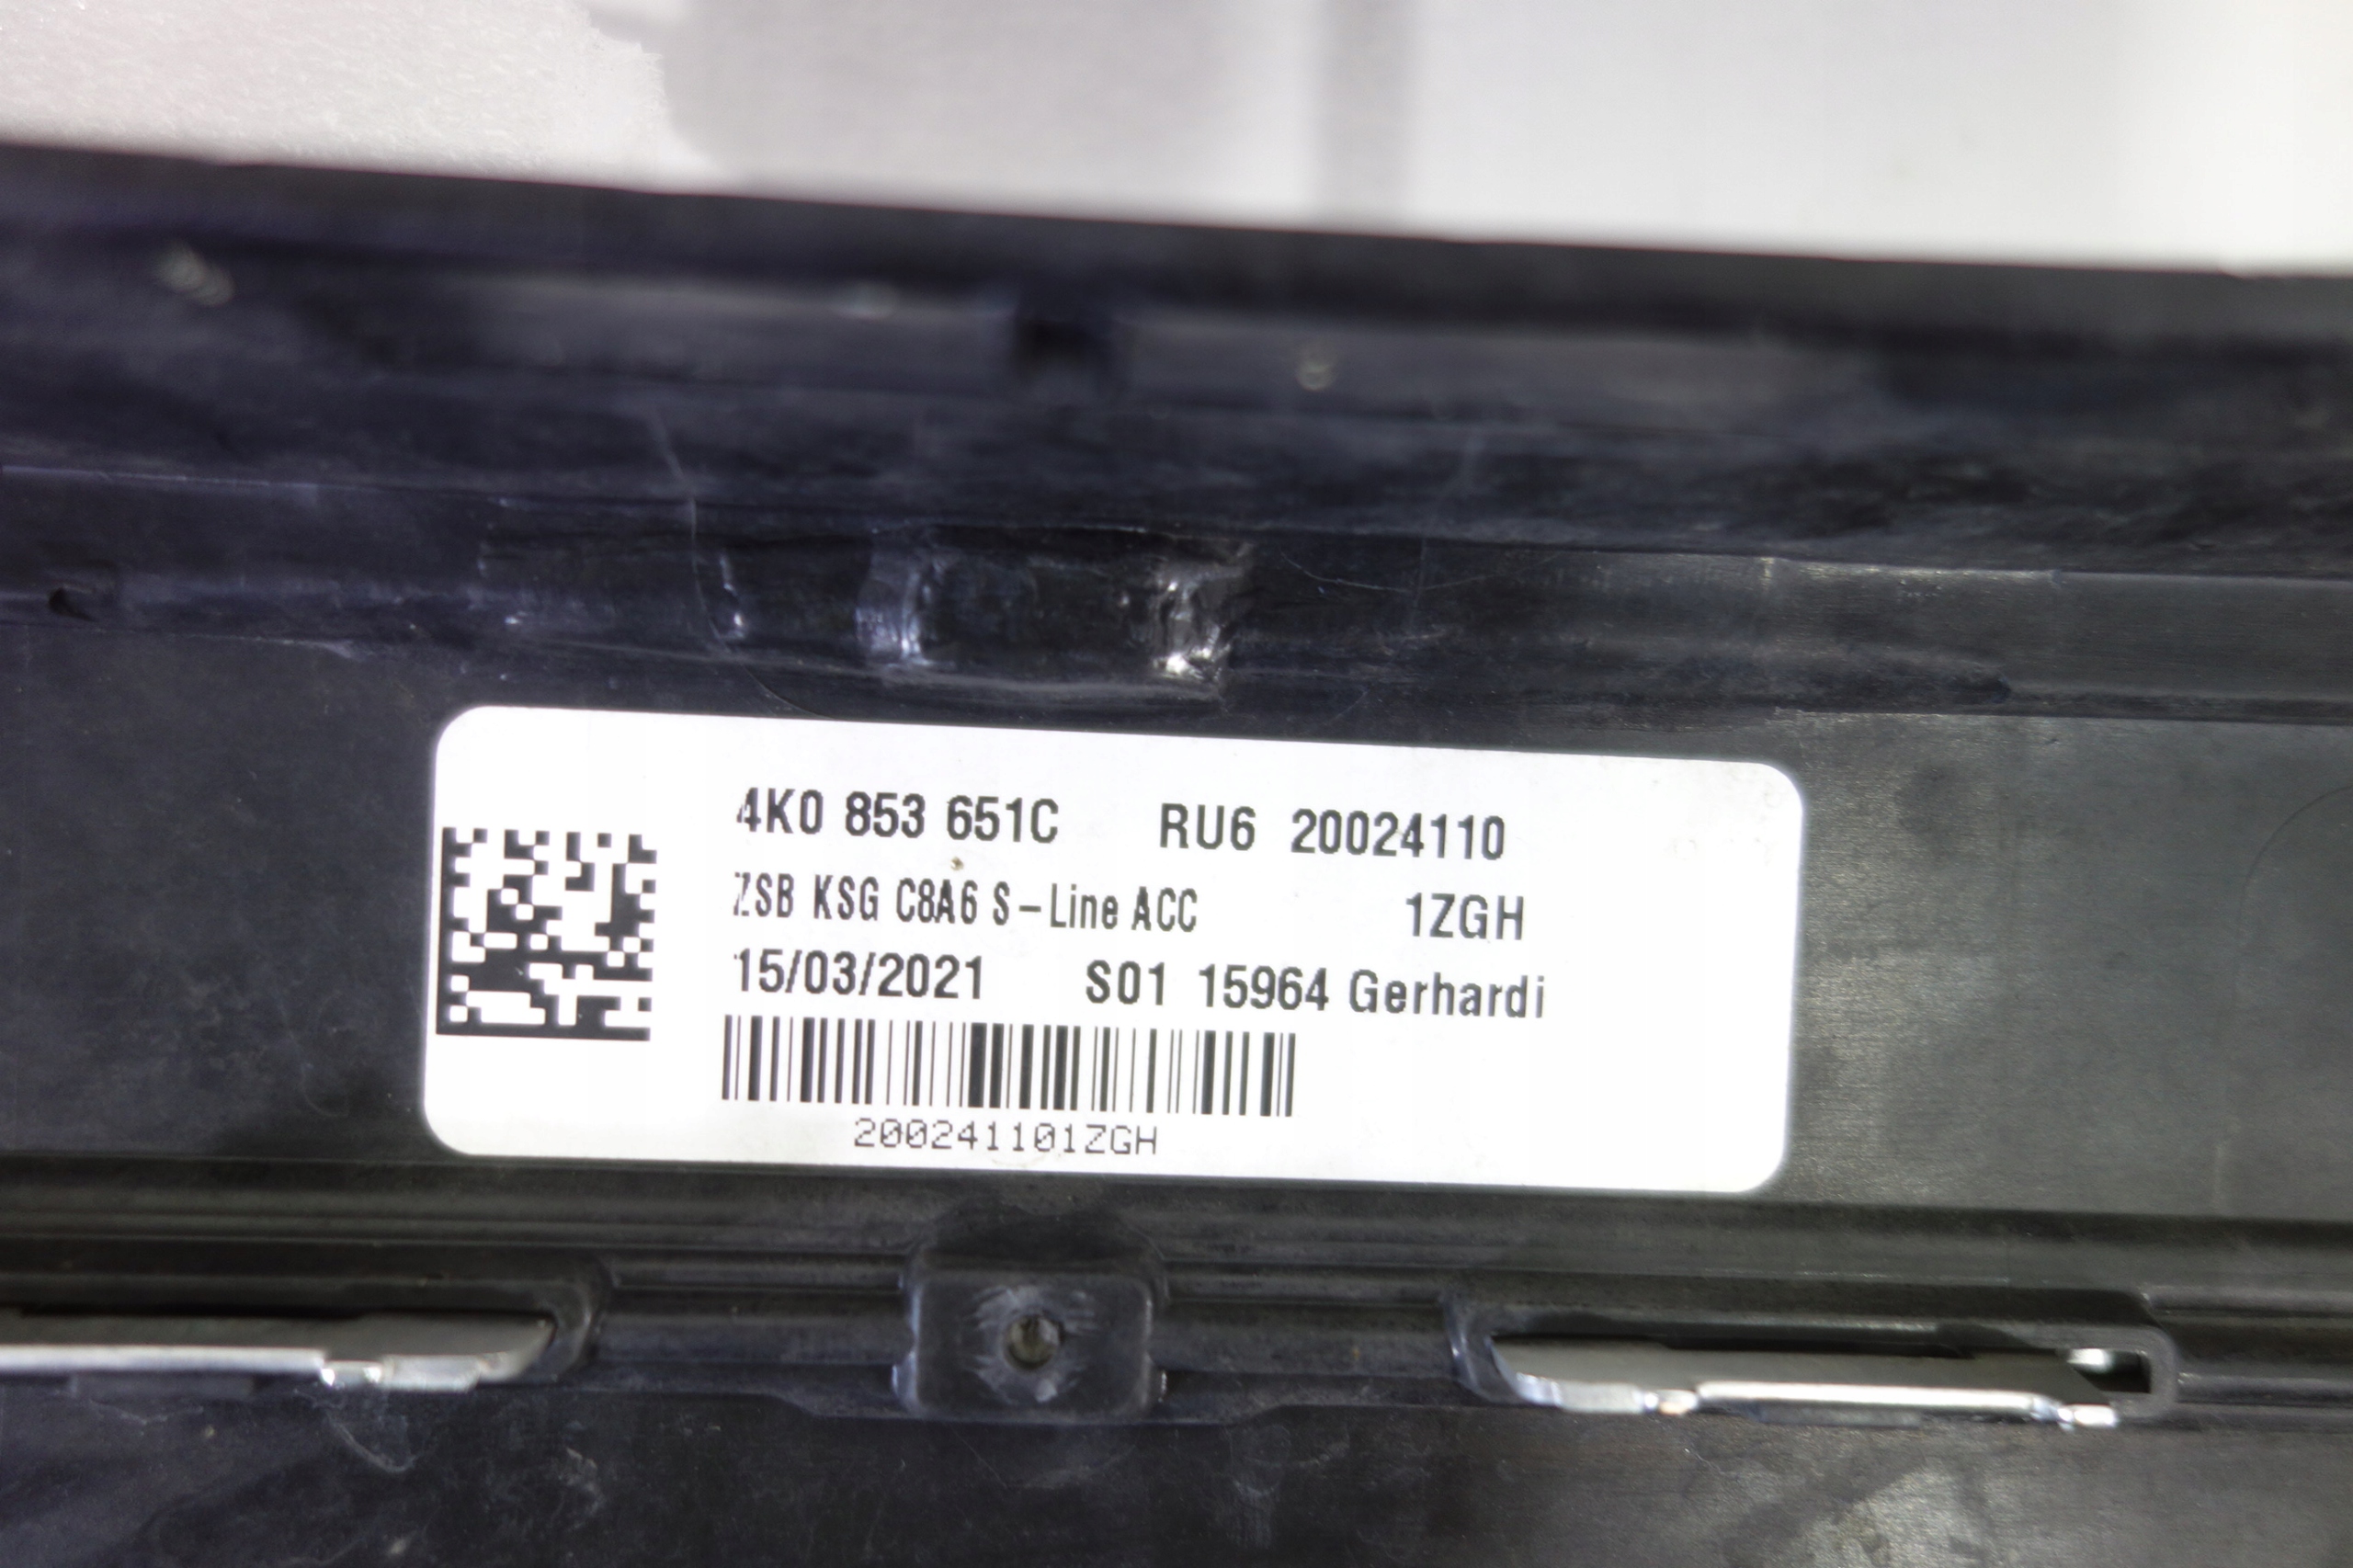 4K0 853 651C RU6 20024110
ZSB KSG C8A6 S-Line ACC 1ZGH
15/03/2021 S01 15964 Gerhardi
200241101ZGH